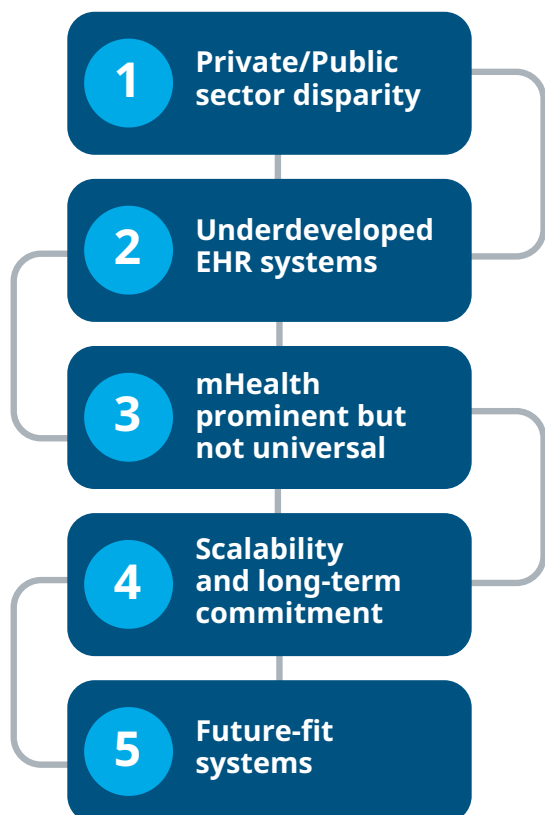 1
Private/Public
sector disparity
2
Underdeveloped
EHR systems
3
mHealth
prominent but
not universal
4
Scalability
and long-term
commitment
5
Future-fit
systems